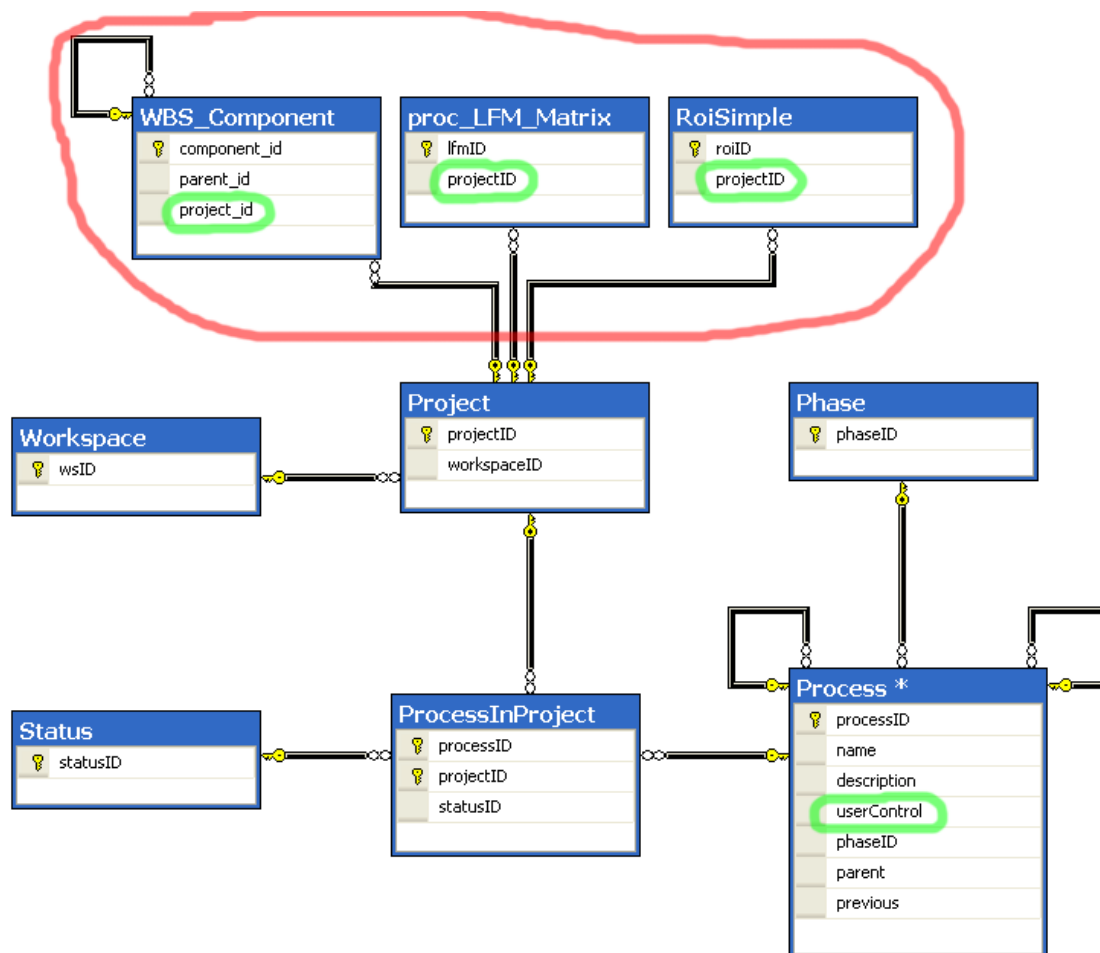 WBS_Component
component_id
parent_id
project_id
proc_LFM_Matrix
lfmID
projectID
RoiSimple
roiID
projectID
Project
projectID
workspaceID
Workspace
wsID
Phase
phaseID
ProcessInProject
processID
projectID
statusID
Status
statusID
Process *
processID
name
description
userControl
phaseID
parent
previous